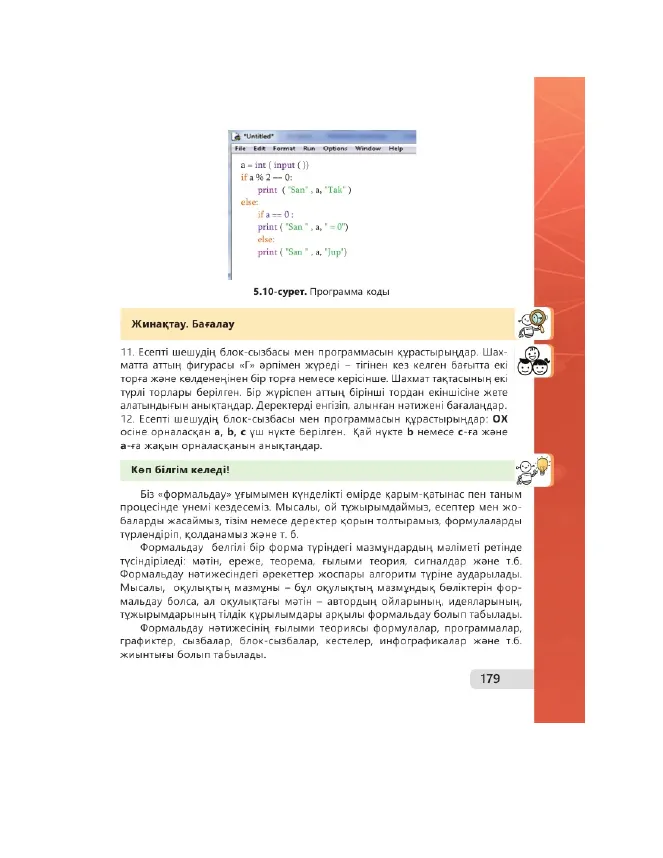 *Untitled*
File Edit Format Run Options Window Help
a = int ( input ( ))
if a % 2 == 0:
print ( "San" , a, "Tak" )
else:
if a == 0 :
print ( "San " , a, " = 0")
else:
print ( "San " , a, "Jup")
5.10-сурет. Программа коды
Жинақтау. Бағалау
11. Есепті шешудің блок-сызбасы мен программасын құрастырыңдар. Шах-
матта аттың фигурасы «Г» әрпімен жүреді – тігінен кез келген бағытта екі
торға және көлденеңінен бір торға немесе керісінше. Шахмат тақтасының екі
түрлі торлары берілген. Бір жүріспен аттың бірінші тордан екіншісіне жете
алатындығын анықтаңдар. Деректерді енгізіп, алынған нәтижені бағалаңдар.
12. Есепті шешудің блок-сызбасы мен программасын құрастырыңдар: OX
осіне орналасқан a, b, c үш нүкте берілген. Қай нүкте b немесе c-ға және
a-ға жақын орналасқанын анықтаңдар.
Көп білгім келеді!
Біз «формальдау» ұғымымен күнделікті өмірде қарым-қатынас пен таным
процесінде үнемі кездесеміз. Мысалы, ой тұжырымдаймыз, есептер мен жо-
баларды жасаймыз, тізім немесе деректер қорын толтырамыз, формулаларды
түрлендіріп, қолданамыз және т. б.
Формальдау белгілі бір форма түріндегі мазмұндардың мәліметі ретінде
түсіндіріледі: мәтін, ереже, теорема, ғылыми теория, сигналдар және т.б.
Формальдау нәтижесіндегі әрекеттер жоспары алгоритм түріне аударылады.
Мысалы, оқулықтың мазмұны – бұл оқулықтың мазмұндық бөліктерін фор-
мальдау болса, ал оқулықтағы мәтін – автордың ойларының, идеяларының,
тұжырымдарының тілдік құрылымдары арқылы формальдау болып табылады.
Формальдау нәтижесінің ғылыми теориясы формулалар, программалар,
графиктер, сызбалар, блок-сызбалар, кестелер, инфографикалар және т.б.
жиынтығы болып табылады.
179